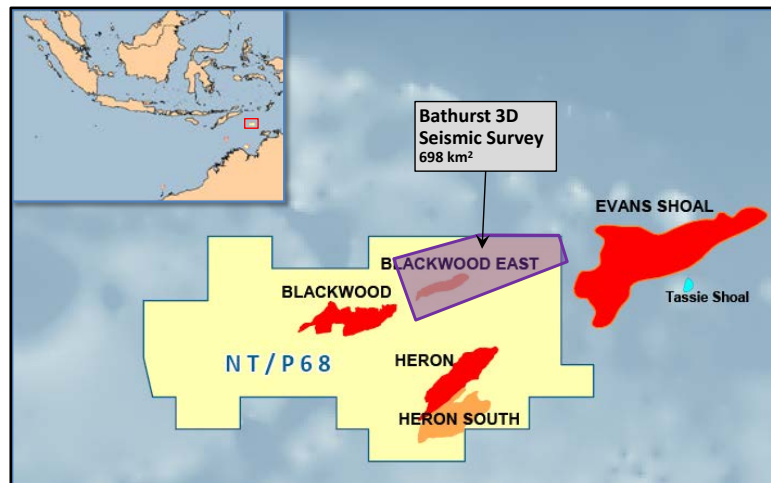 Bathurst 3D
Seismic Survey
698 km²
EVANS SHOAL
BLACKWOOD EAST
BLACKWOOD
Tassie Shoal
NT/P68
HERON
HERON SOUTH